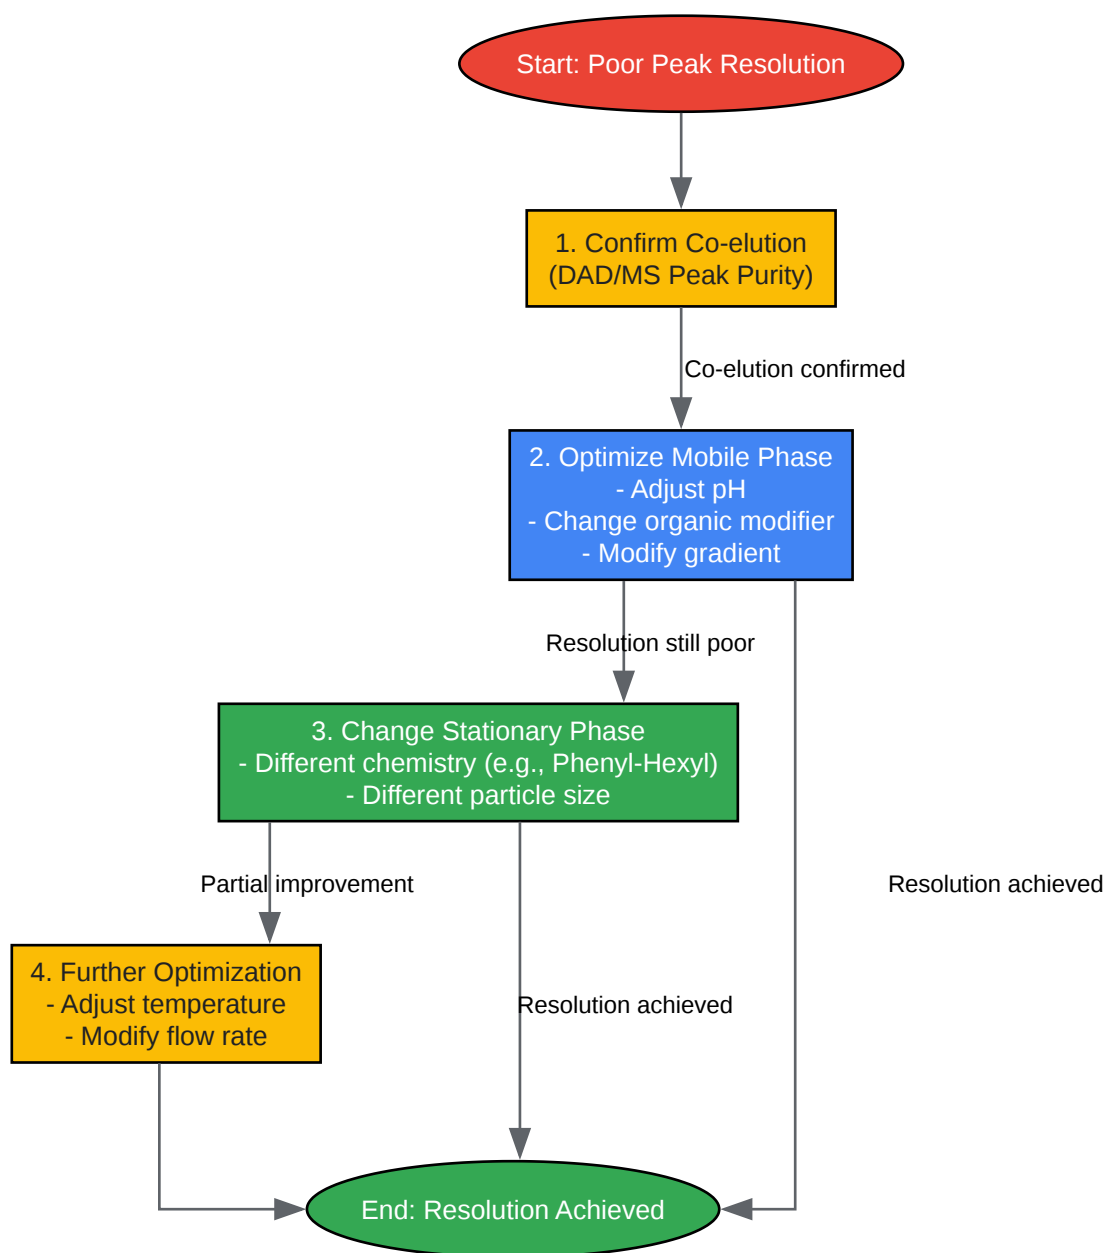 Start: Poor Peak Resolution
1. Confirm Co-elution
(DAD/MS Peak Purity)
Co-elution confirmed
2. Optimize Mobile Phase
- Adjust pH
- Change organic modifier
- Modify gradient
Resolution still poor
3. Change Stationary Phase
- Different chemistry (e.g., Phenyl-Hexyl)
- Different particle size
Partial improvement
Resolution achieved
4. Further Optimization
- Adjust temperature
- Modify flow rate
Resolution achieved
End: Resolution Achieved